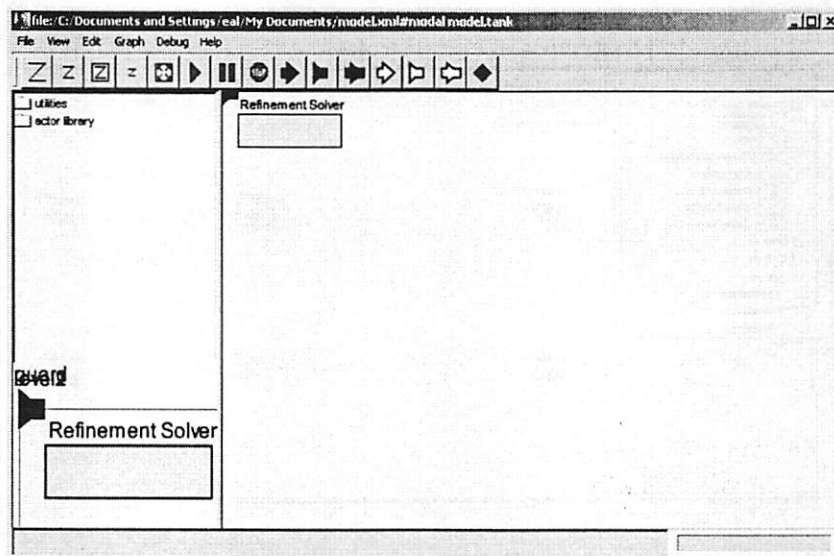 file:/C:/Documents and Settings/eal/My Documents/model.xml#modal model.tank
File View Edit Graph Debug Help
utilities
actor library
Refinement Solver
Refinement Solver